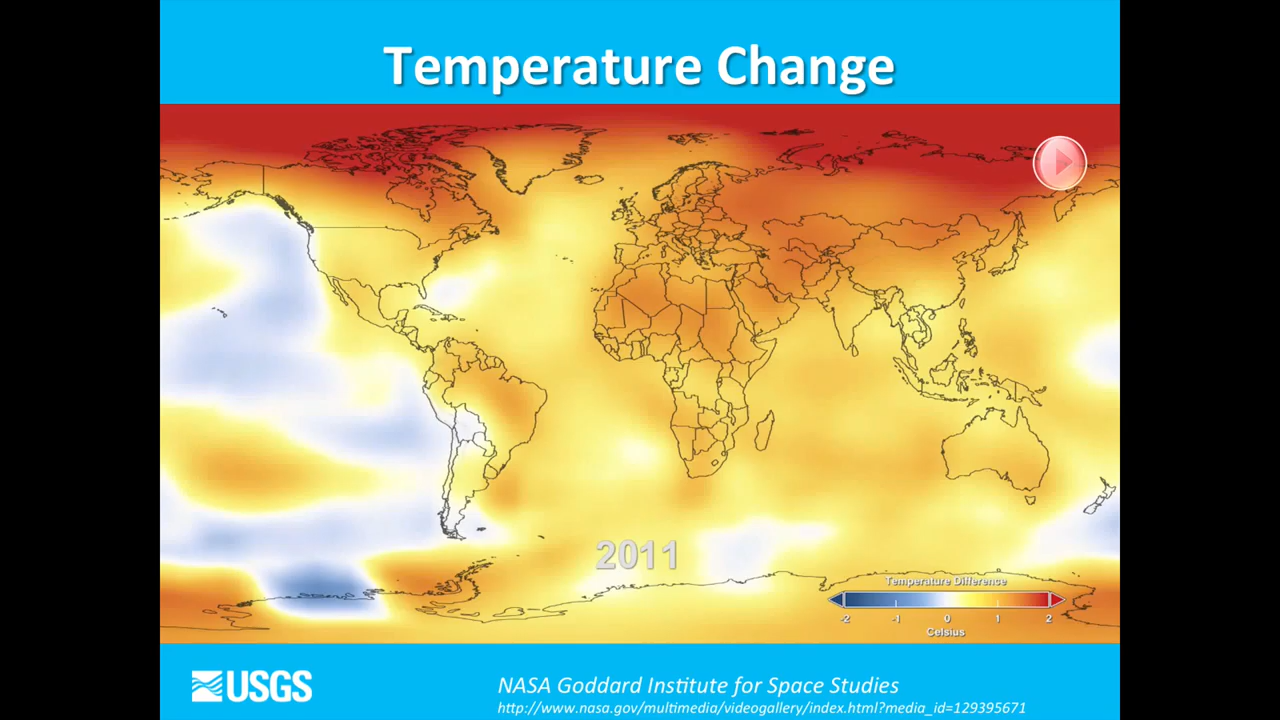 Temperature Change
2011
Temperature Difference
-2 -1 0 1 2
Celsius
USGS
NASA Goddard Institute for Space Studies
http://www.nasa.gov/multimedia/videogallery/index.html?media_id=129395671